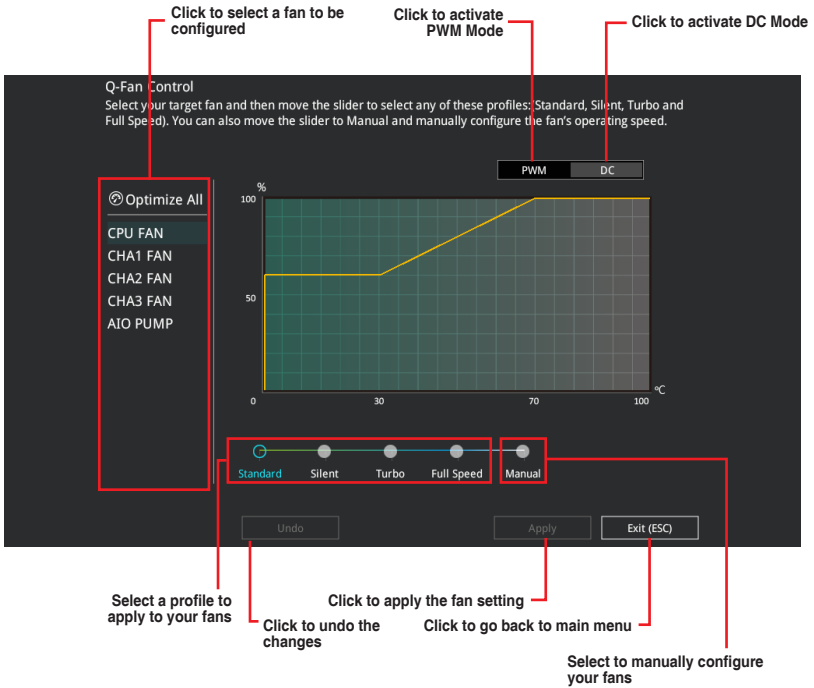 Click to select a fan to be
configured
Click to activate
PWM Mode
Click to activate DC Mode
Q-Fan Control
Select your target fan and then move the slider to select any of these profiles: Standard, Silent, Turbo and
Full Speed). You can also move the slider to Manual and manually configure the fan's operating speed.
PWM
DC
Optimize All
CPU FAN
CHA1 FAN
CHA2 FAN
CHA3 FAN
AIO PUMP
%
100
50
0
30
70
100
ºC
Standard
Silent
Turbo
Full Speed
Manual
Undo
Apply
Exit (ESC)
Select a profile to
apply to your fans
Click to undo the
changes
Click to apply the fan setting
Click to go back to main menu
Select to manually configure
your fans